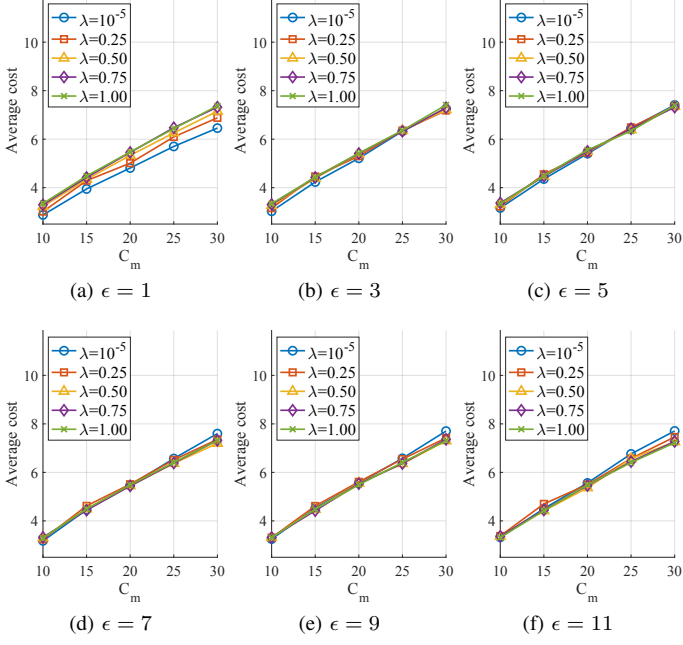 12
10
8
6
4
Average cost
λ=10⁻⁵
λ=0.25
λ=0.50
λ=0.75
λ=1.00
10 15 20 25 30
C_m
(a) ϵ = 1
10
8
6
4
Average cost
λ=10⁻⁵
λ=0.25
λ=0.50
λ=0.75
λ=1.00
10 15 20 25 30
C_m
(b) ϵ = 3
10
8
6
4
Average cost
λ=10⁻⁵
λ=0.25
λ=0.50
λ=0.75
λ=1.00
10 15 20 25 30
C_m
(c) ϵ = 5
10
8
6
4
Average cost
λ=10⁻⁵
λ=0.25
λ=0.50
λ=0.75
λ=1.00
10 15 20 25 30
C_m
(d) ϵ = 7
10
8
6
4
Average cost
λ=10⁻⁵
λ=0.25
λ=0.50
λ=0.75
λ=1.00
10 15 20 25 30
C_m
(e) ϵ = 9
10
8
6
4
Average cost
λ=10⁻⁵
λ=0.25
λ=0.50
λ=0.75
λ=1.00
10 15 20 25 30
C_m
(f) ϵ = 11